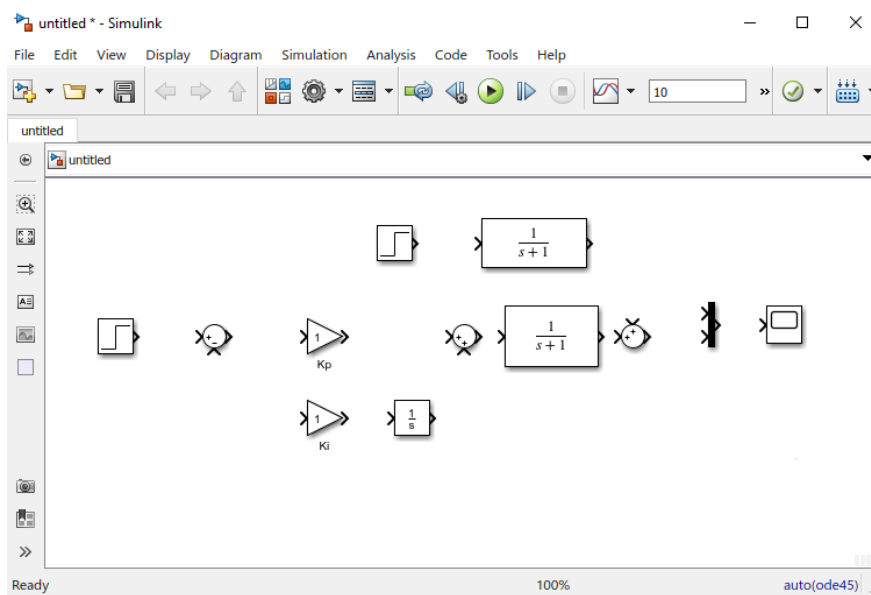 untitled * - Simulink
File Edit View Display Diagram Simulation Analysis Code Tools Help
10 »
untitled
untitled
1
s + 1
1
Kp
1
s + 1
1
Ki
1
s
Ready 100% auto(ode45)